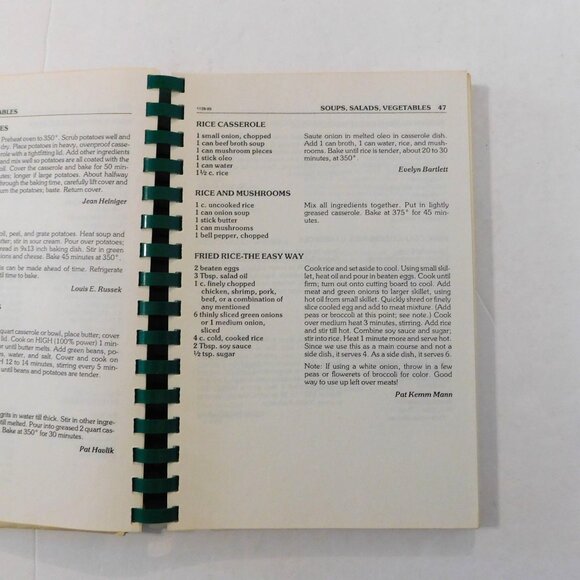 ABLES
ES
Preheat oven to 350°. Scrub potatoes well and
dry. Place potatoes in heavy, ovenproof casse-
role with a tightfitting lid. Add other ingredients
and mix well so potatoes are all coated with the
oil. Cover the casserole and bake for 50 min-
utes; longer if large potatoes. About halfway
through the baking time, carefully lift cover and
turn the potatoes; baste. Return cover.
Jean Heiniger
oil, peel, and grate potatoes. Heat soup and
butter; stir in sour cream. Pour over potatoes;
spread in 9x13 inch baking dish. Stir in green
onions and cheese. Bake 45 minutes at 350°.
can be made ahead of time. Refrigerate
til time to bake.
Louis E. Russek
S
quart casserole or bowl, place butter; cover
lid. Cook on HIGH (100% power) 1 min-
or until butter melts. Add green beans,
water, and salt. Cover and cook on
H 12 to 14 minutes, stirring every 5 min-
until beans and potatoes are tender.
grits in water till thick. Stir in other ingre-
till melted. Pour into greased 2 quart cas-
Bake at 350° for 30 minutes.
Pat Havlik
SOUPS, SALADS, VEGETABLES 47
RICE CASSEROLE
1 small onion, chopped
1 can beef broth soup
1 can mushroom pieces
1 stick oleo
1 can water
1½ c. rice
Saute onion in melted oleo in casserole dish.
Add 1 can broth, 1 can water, rice, and mush-
rooms. Bake until rice is tender, about 20 to 30
minutes, at 350°.
Evelyn Bartlett
RICE AND MUSHROOMS
1 c. uncooked rice
1 can onion soup
1 stick butter
1 can mushrooms
1 bell pepper, chopped
Mix all ingredients together. Put in lightly
greased casserole. Bake at 375° for 45 min-
utes.
FRIED RICE-THE EASY WAY
2 beaten eggs
3 Tbsp. salad oil
1 c. finely chopped
chicken, shrimp, pork,
beef, or a combination of
any mentioned
6 thinly sliced green onions
or 1 medium onion,
sliced
4 c. cold, cooked rice
2 Tbsp. soy sauce
½ tsp. sugar
Cook rice and set aside to cool. Using small skil-
let, heat oil and pour in beaten eggs. Cook until
firm; turn out onto cutting board to cool. Add
meat and green onions to larger skillet, using
hot oil from small skillet. Quickly shred or finely
slice cooled egg and add to meat mixture. (Add
peas or broccoli at this point; see note.) Cook
over medium heat 3 minutes, stirring. Add rice
and stir till hot. Combine soy sauce and sugar;
stir into rice. Heat 1 minute more and serve hot.
Since we use this as a main course and not a
side dish, it serves 4. As a side dish, it serves 6.
Note: If using a white onion, throw in a few
peas or flowerets of broccoli for color. Good
way to use up left over meats!
Pat Kemm Mann